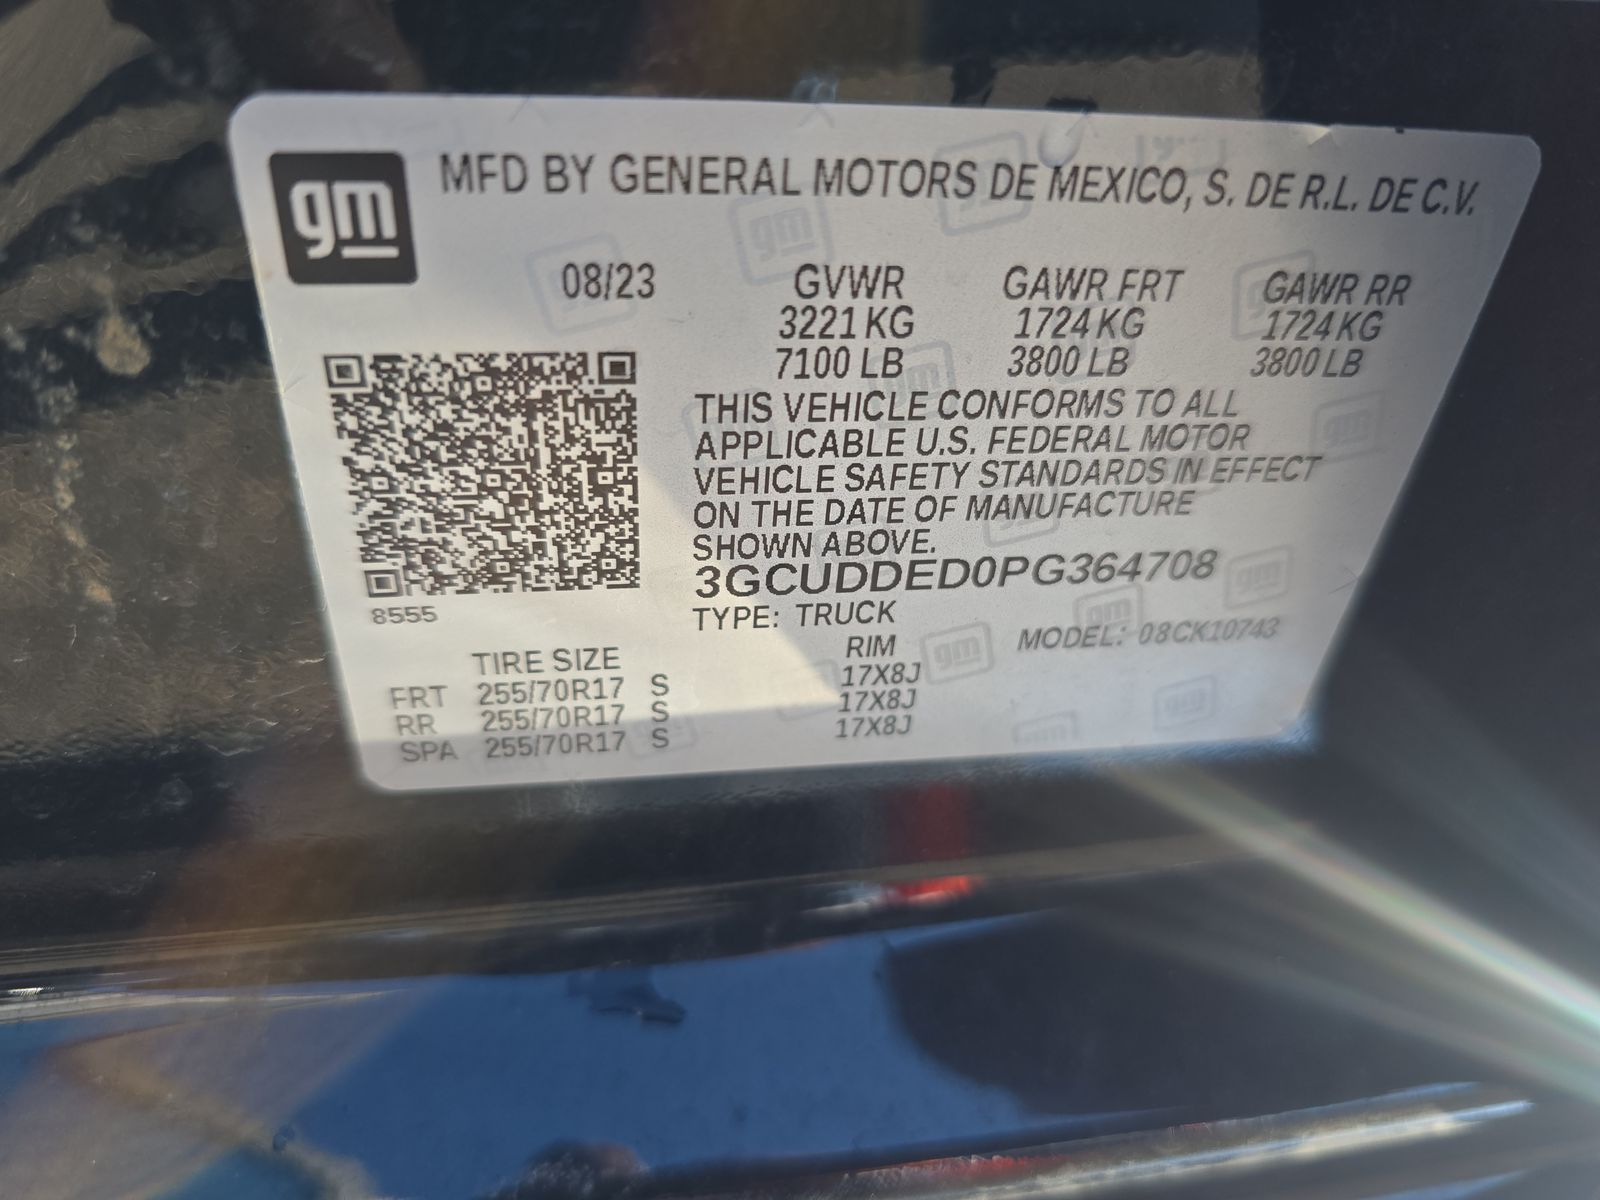 gm
MFD BY GENERAL MOTORS DE MEXICO, S. DE R.L. DE C.V.
08/23 GVWR GAWR FRT GAWR RR
3221 KG 1724 KG 1724 KG
7100 LB 3800 LB 3800 LB
THIS VEHICLE CONFORMS TO ALL
APPLICABLE U.S. FEDERAL MOTOR
VEHICLE SAFETY STANDARDS IN EFFECT
ON THE DATE OF MANUFACTURE
SHOWN ABOVE.
3GCUDDED0PG364708
8555
TYPE: TRUCK MODEL: 08CK10743
TIRE SIZE RIM
FRT 255/70R17 S 17X8J
RR 255/70R17 S 17X8J
SPA 255/70R17 S 17X8J